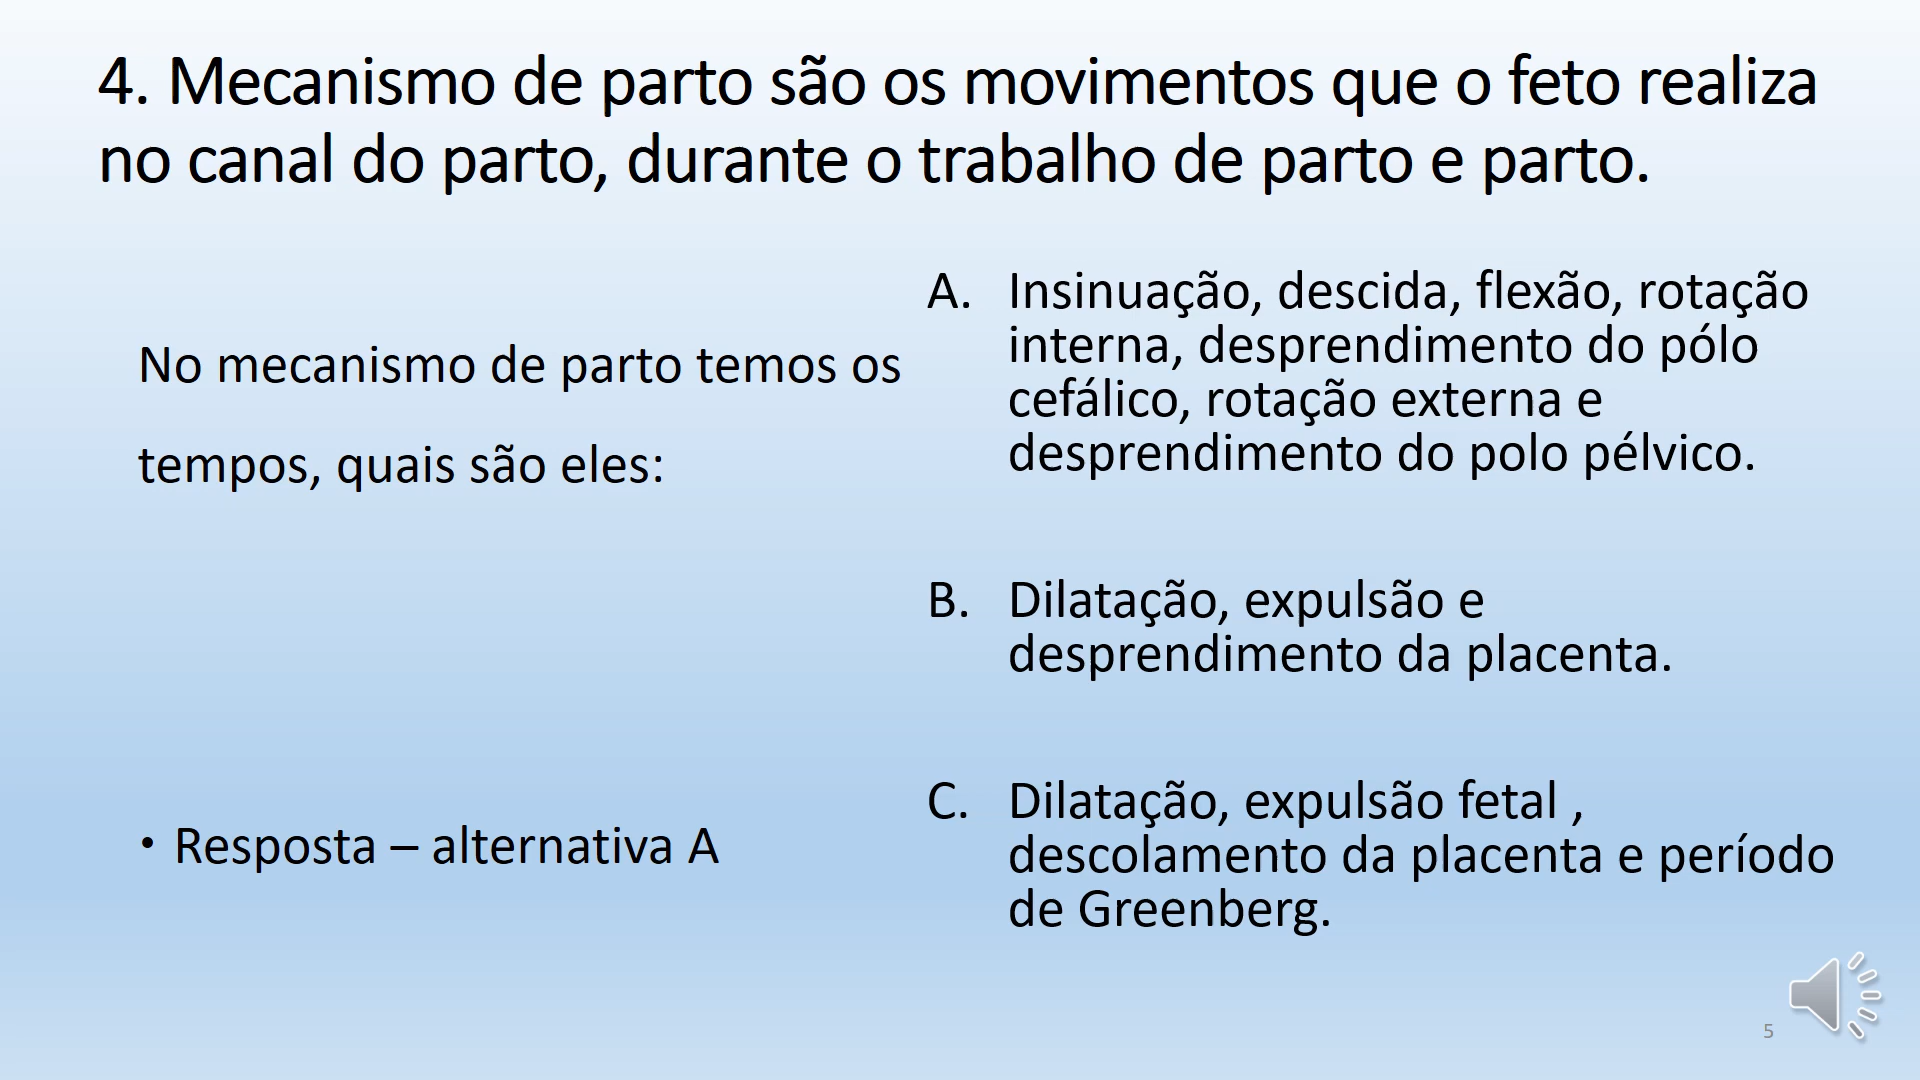 4. Mecanismo de parto são os movimentos que o feto realiza
no canal do parto, durante o trabalho de parto e parto.
No mecanismo de parto temos os
tempos, quais são eles:
• Resposta – alternativa A
A. Insinuação, descida, flexão, rotação
interna, desprendimento do pólo
cefálico, rotação externa e
desprendimento do polo pélvico.
B. Dilatação, expulsão e
desprendimento da placenta.
C. Dilatação, expulsão fetal ,
descolamento da placenta e período
de Greenberg.
5